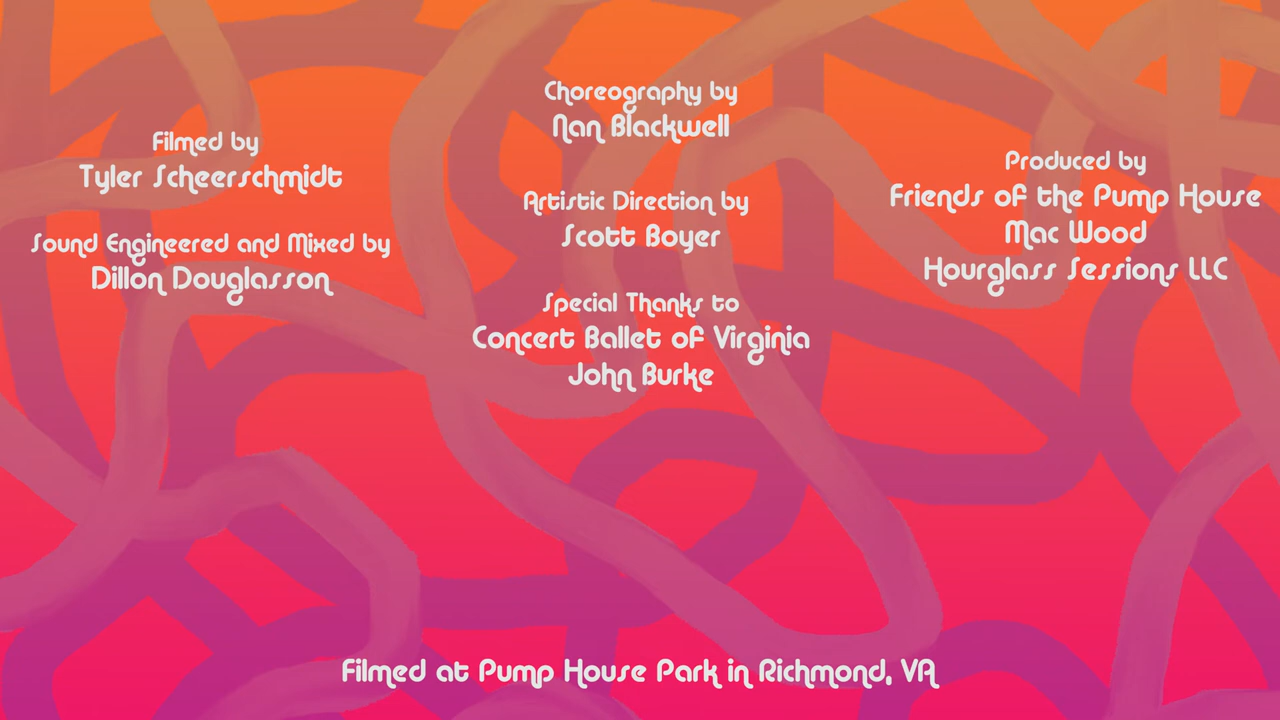 Filmed by
Tyler Scheerschmidt
Sound Engineered and Mixed by
Dillon Douglasson
Choreography by
Nan Blackwell
Artistic Direction by
Scott Boyer
Special Thanks to
Concert Ballet of Virginia
John Burke
Produced by
Friends of the Pump House
Mac Wood
Hourglass Sessions LLC
Filmed at Pump House Park in Richmond, VA